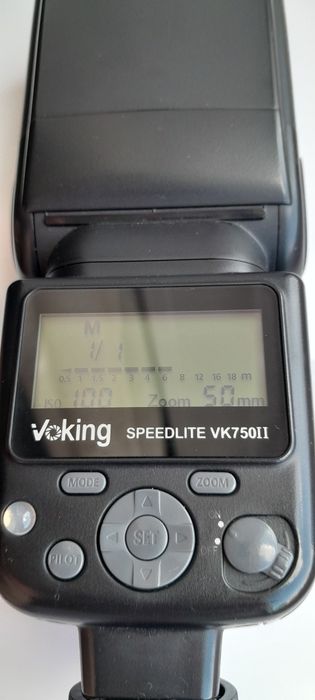 M
1/1
0.5 1 1.5 2 3 4 6 8 12 16 18 m
ISO 100 Zoom 50mm
Voking SPEEDLITE VK750II
MODE ZOOM
SET
PILOT
OFF